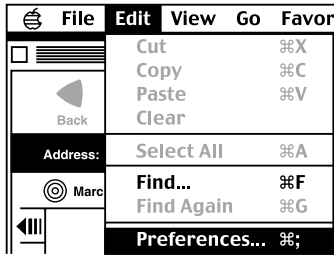 File Edit View Go Favor
Cut ⌘X
Copy ⌘C
Paste ⌘V
Clear
Back
Select All ⌘A
Address:
Find... ⌘F
Marc
Find Again ⌘G
Preferences... ⌘;